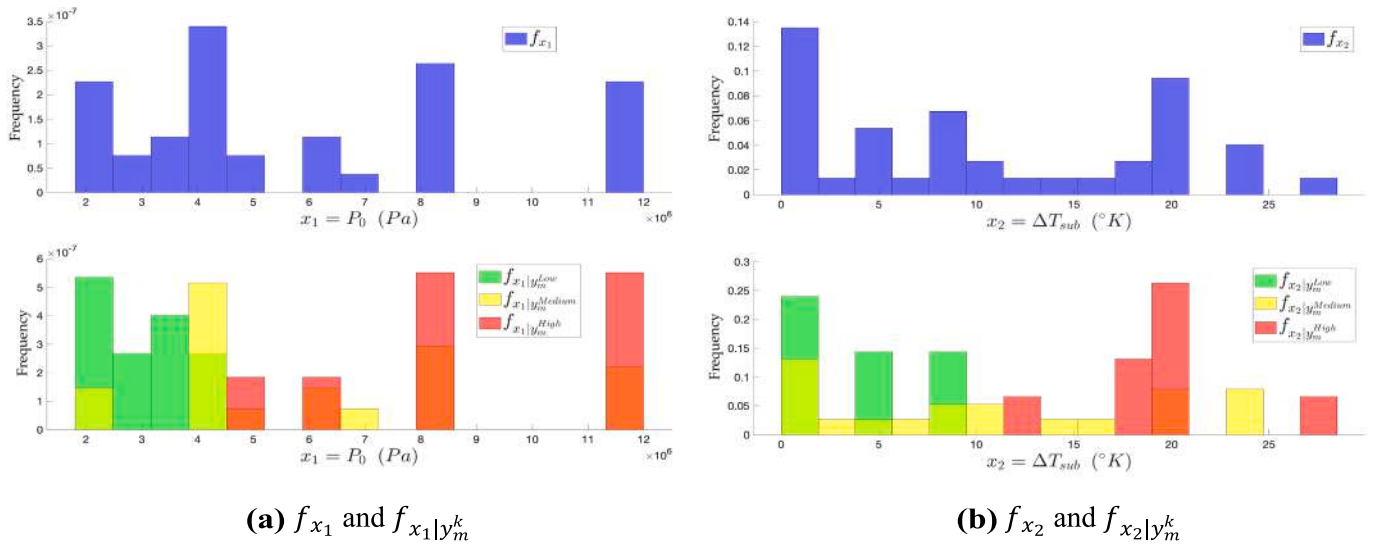 ×10⁻⁷
3.5
3
2.5
2
1.5
1
0.5
0
Frequency
f_{x_1}
2 3 4 5 6 7 8 9 10 11 12
×10⁶
x_1 = P_0 (Pa)
×10⁻⁷
6
5
4
3
2
1
0
Frequency
f_{x_1|y_m^{Low}}
f_{x_1|y_m^{Medium}}
f_{x_1|y_m^{High}}
2 3 4 5 6 7 8 9 10 11 12
×10⁶
x_1 = P_0 (Pa)
(a) f_{x_1} and f_{x_1|y_m^k}
0.14
0.12
0.1
0.08
0.06
0.04
0.02
0
Frequency
f_{x_2}
0 5 10 15 20 25
x_2 = ΔT_{sub} (°K)
0.3
0.25
0.2
0.15
0.1
0.05
0
Frequency
f_{x_2|y_m^{Low}}
f_{x_2|y_m^{Medium}}
f_{x_2|y_m^{High}}
0 5 10 15 20 25
x_2 = ΔT_{sub} (°K)
(b) f_{x_2} and f_{x_2|y_m^k}